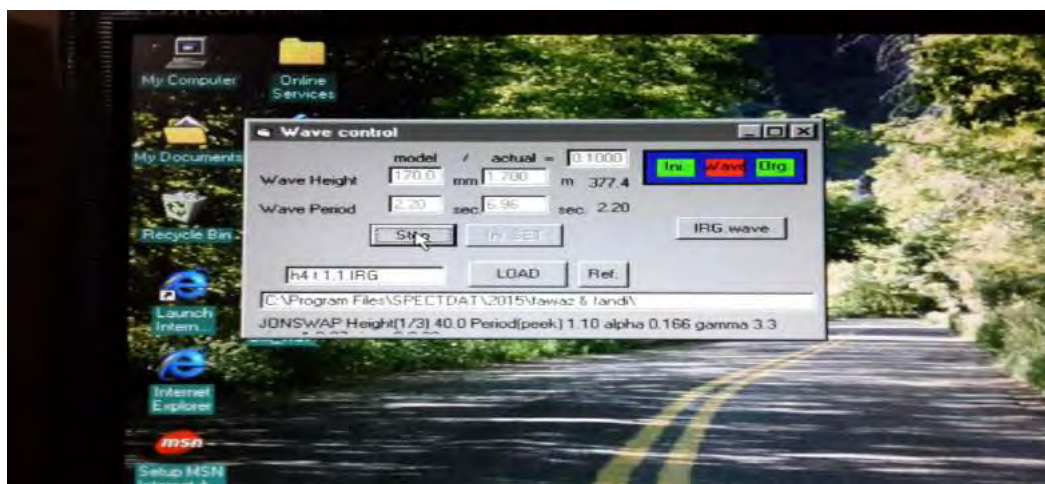 My Computer
Online
Services
My Documents
Recycle Bin
Launch
Intern...
Internet
Explorer
msn
Setup MSN
Wave control
model / actual = 0.1000
Wave Height 170.0 mm 1.700 m 377.4
Wave Period 2.20 sec 6.96 sec. 2.20
Ini. Wave Org
Stop In SET IRG.wave
h4 t 1.1 IRG LOAD Ref.
C:\Program Files\SPECTDAT\2015\fawaz & fandi\
JONSWAP Height(1/3) 40.0 Period(peek) 1.10 alpha 0.166 gamma 3.3